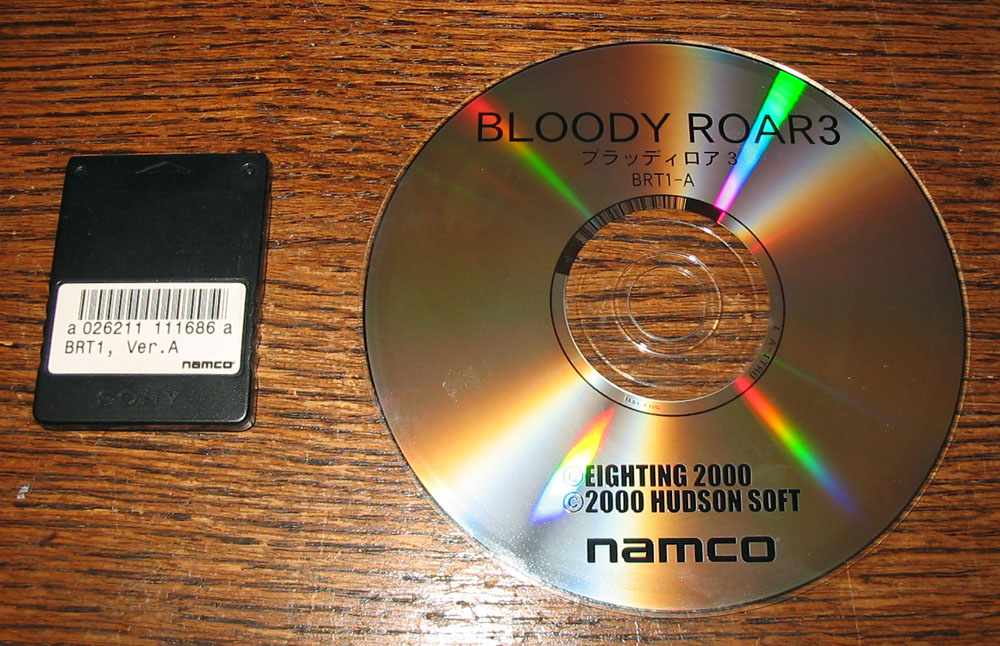 a 026211 111686 a
BRT1, Ver.A
namco
SONY
BLOODY ROAR3
ブラッディロア 3
BRT1-A
©EIGHTING 2000
©2000 HUDSON SOFT
namco